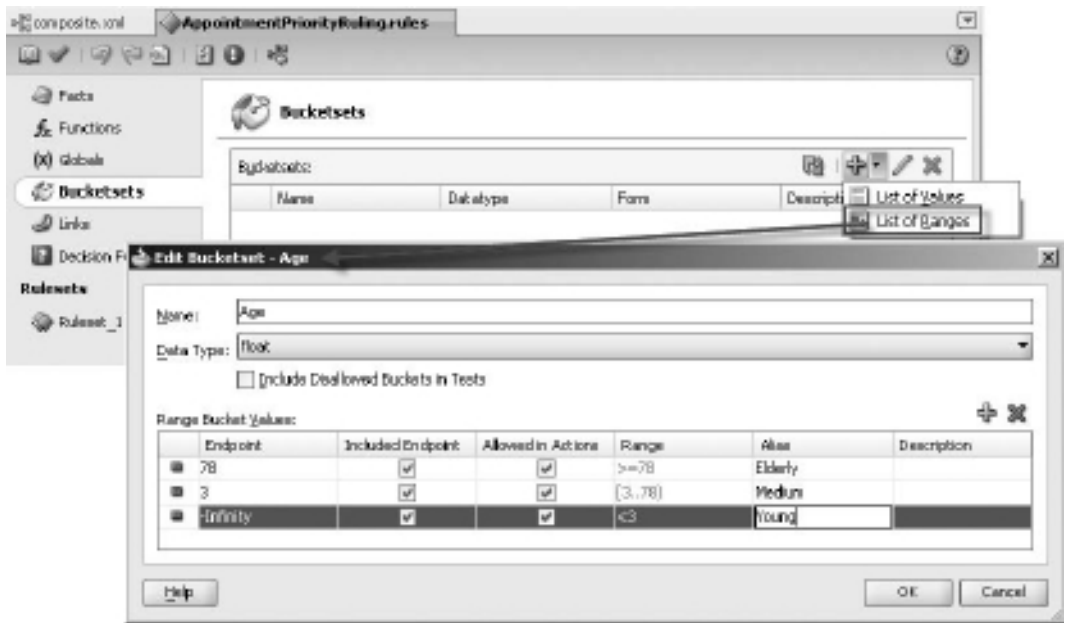 composite.xml AppointmentPriorityRuling.rules
Facts
Functions
(x) Globals
Bucketsets
Links
Decision F
Rulesets
Ruleset_1
Bucketsets
Bucketsets:
Name Datatype Form Descripti
List of Values
List of Ranges
Edit Bucketset - Age
Name: Age
Data Type: float
Include Disallowed Buckets in Tests
Range Bucket Values:
Endpoint Included Endpoint Allowed in Actions Range Alias Description
78 >=78 Elderly
3 [3..78) Medium
-Infinity <3 Young
Help OK Cancel